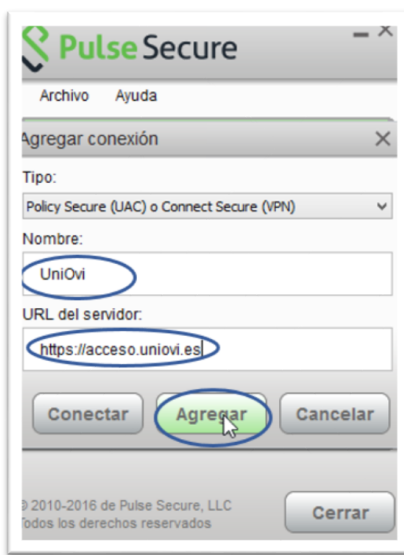 Pulse Secure
Archivo Ayuda
Agregar conexión
Tipo:
Policy Secure (UAC) o Connect Secure (VPN)
Nombre:
UniOvi
URL del servidor:
https://acceso.uniovi.es
Conectar Agregar Cancelar
© 2010-2016 de Pulse Secure, LLC
Todos los derechos reservados
Cerrar